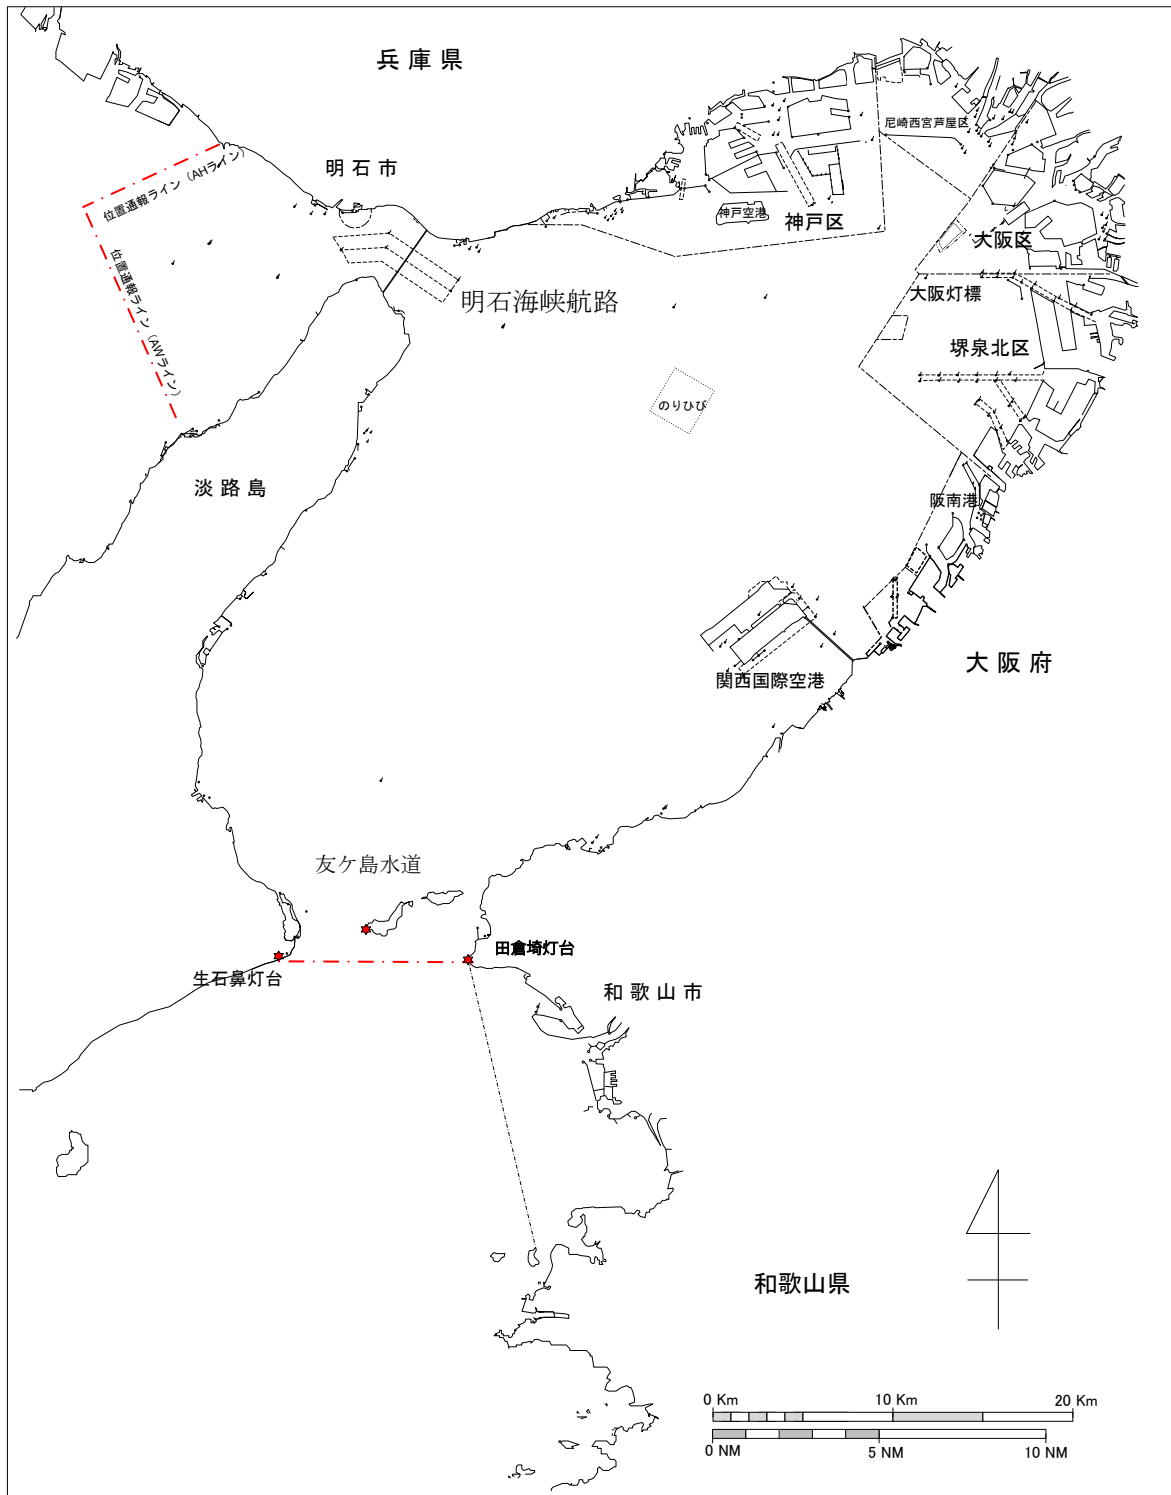 兵庫県
尼崎西宮芦屋区
位置通報ライン（AHライン）
明石市
神戸空港
神戸区
大阪区
位置通報ライン（AWライン）
明石海峡航路
大阪灯標
堺泉北区
のりひび
淡路島
阪南港
大阪府
関西国際空港
友ケ島水道
田倉埼灯台
生石鼻灯台
和歌山市
和歌山県
0 Km 10 Km 20 Km
0 NM 5 NM 10 NM